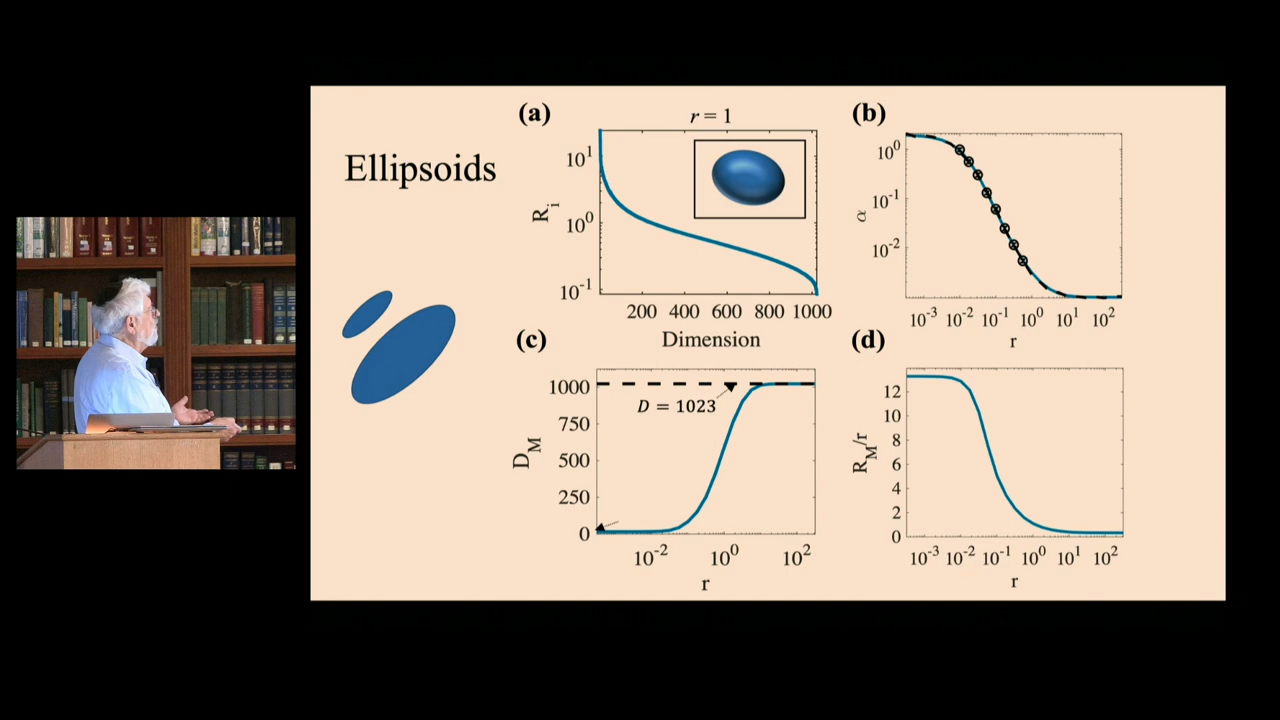 Ellipsoids
(a)
r = 1
10^1
10^0
10^-1
R_i
200 400 600 800 1000
Dimension
(b)
10^0
10^-1
10^-2
α
10^-3 10^-2 10^-1 10^0 10^1 10^2
r
(c)
1000
750
500
250
0
D_M
D = 1023
10^-2 10^0 10^2
r
(d)
12
10
8
6
4
2
0
R_M/r
10^-3 10^-2 10^-1 10^0 10^1 10^2
r